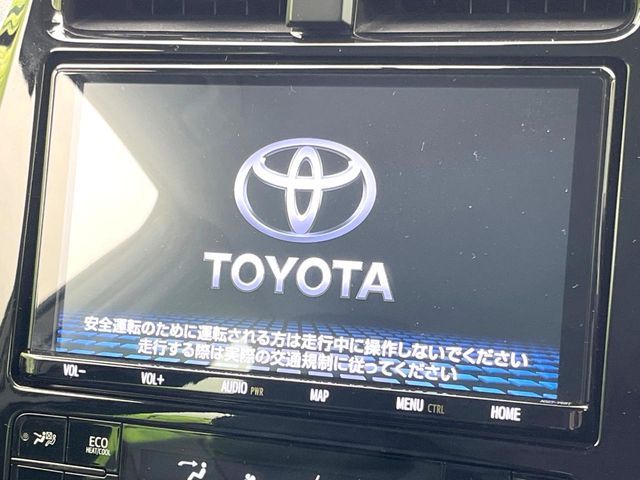 TOYOTA
安全運転のために運転される方は走行中に操作しないでください
走行する際は実際の交通規制に従ってください
VOL−
VOL+
AUDIO PWR
MAP
MENU CTRL
HOME
ECO
HEAT/COOL